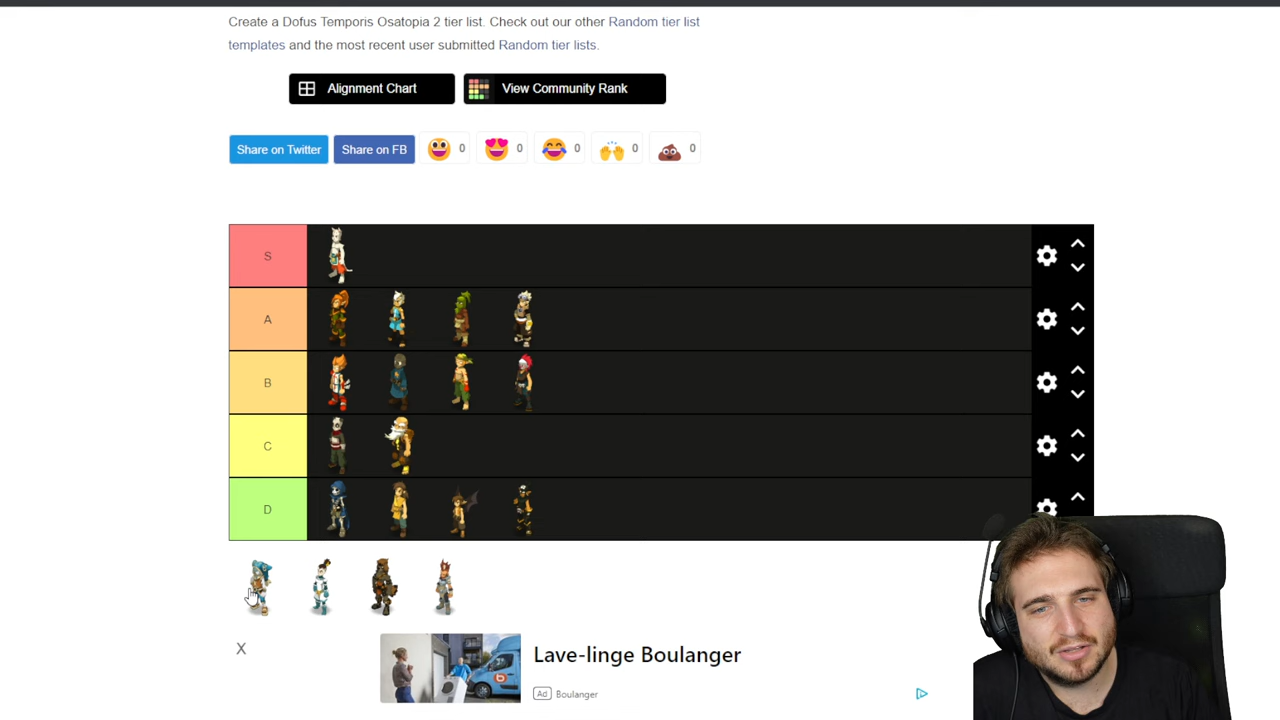 Create a Dofus Temporis Osatopia 2 tier list. Check out our other Random tier list
templates and the most recent user submitted Random tier lists.
Alignment Chart
View Community Rank
Share on Twitter
Share on FB
0
0
0
0
0
S
A
B
C
D
X
Lave-linge Boulanger
Ad Boulanger